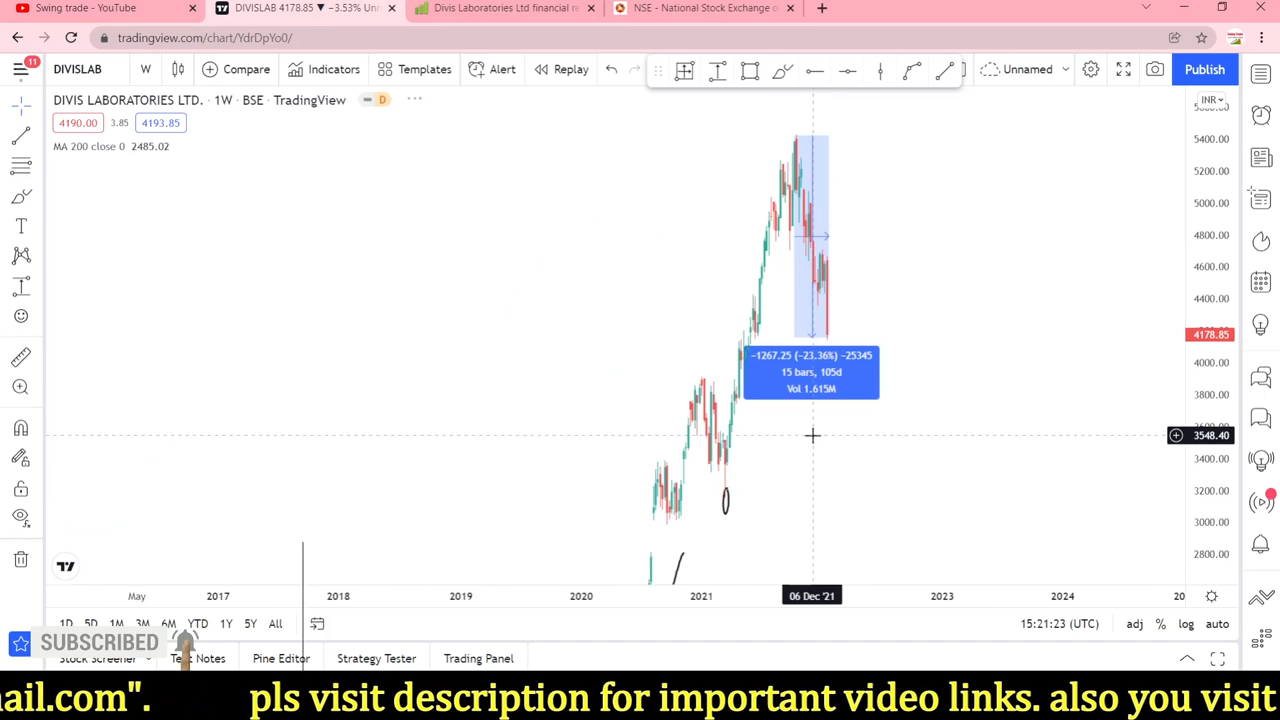 Swing trade - YouTube
DIVISLAB 4178.85 ▼ −3.53% Unn
Divis Laboratories Ltd financial re
NSE - National Stock Exchange o
tradingview.com/chart/YdrDpYo0/
11
DIVISLAB
W
Compare
Indicators
Templates
Alert
Replay
Unnamed
Publish
DIVIS LABORATORIES LTD. · 1W · BSE · TradingView
D
INR
4190.00
3.85
4193.85
MA 200 close 0 2485.02
5400.00
5200.00
5000.00
4800.00
4600.00
4400.00
4178.85
4000.00
3800.00
3548.40
3400.00
3200.00
3000.00
2800.00
−1267.25 (−23.36%) −25345
15 bars, 105d
Vol 1.615M
May
2017
2018
2019
2020
2021
06 Dec '21
2023
2024
20
1D 5D 1M 3M 6M YTD 1Y 5Y All
15:21:23 (UTC)
adj % log auto
SUBSCRIBED
Stock Screener
Text Notes
Pine Editor
Strategy Tester
Trading Panel
ail.com". pls visit description for important video links. also you visit